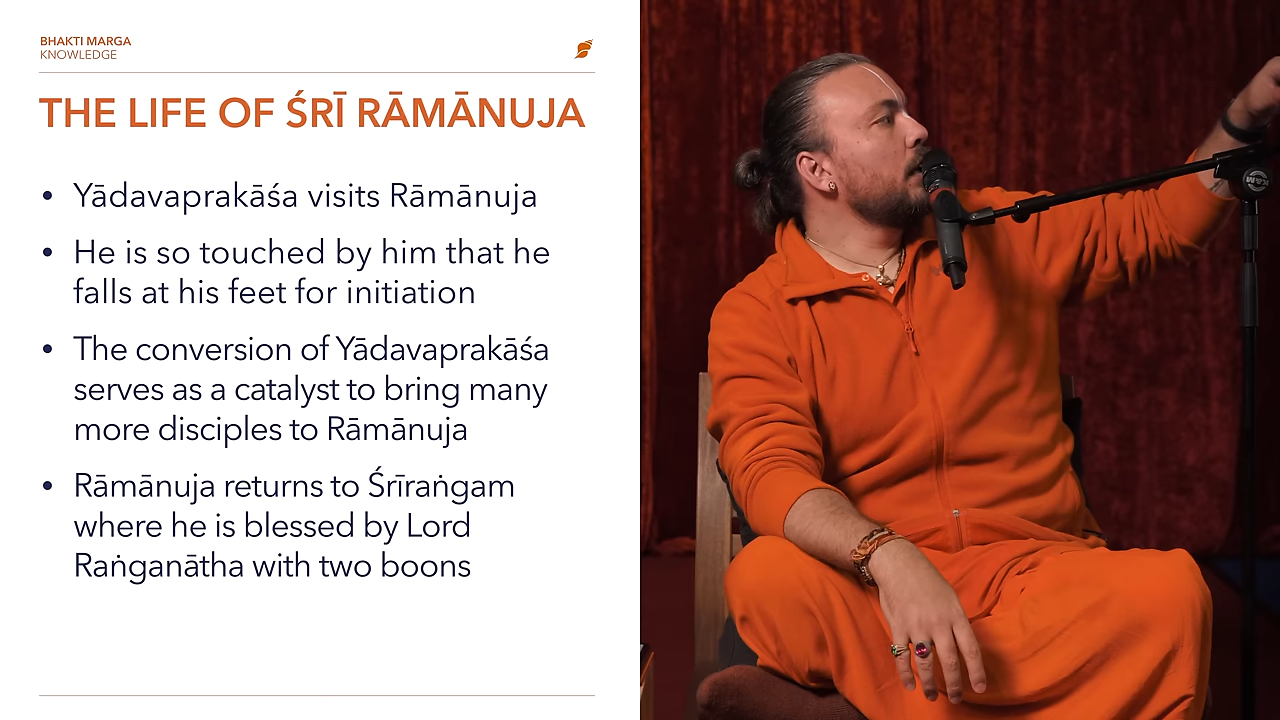 BHAKTI MARGA
KNOWLEDGE
THE LIFE OF ŚRĪ RĀMĀNUJA
• Yādavaprakāśa visits Rāmānuja
• He is so touched by him that he
falls at his feet for initiation
• The conversion of Yādavaprakāśa
serves as a catalyst to bring many
more disciples to Rāmānuja
• Rāmānuja returns to Śrīraṅgam
where he is blessed by Lord
Raṅganātha with two boons
K&M